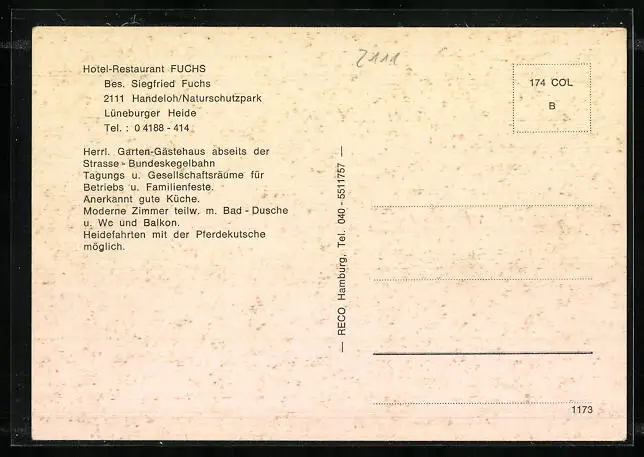 Hotel-Restaurant FUCHS
Bes. Siegfried Fuchs
2111 Handeloh/Naturschutzpark
Lüneburger Heide
Tel. : 0 4188 - 414
Herrl. Garten-Gästehaus abseits der
Strasse - Bundeskegelbahn
Tagungs u. Gesellschaftsräume für
Betriebs u. Familienfeste.
Anerkannt gute Küche.
Moderne Zimmer teilw. m. Bad - Dusche
u. Wc und Balkon.
Heidefahrten mit der Pferdekutsche
möglich.
2111
— RECO, Hamburg, Tel. 040 - 5511757 —
174 COL
B
1173